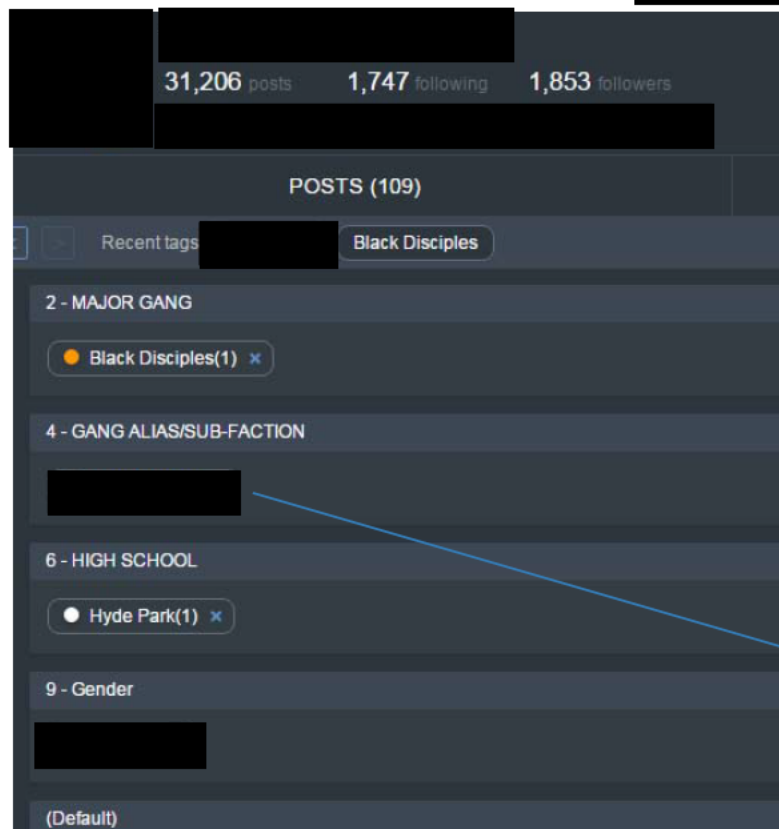 31,206 posts 1,747 following 1,853 followers
POSTS (109)
Recent tags Black Disciples
2 - MAJOR GANG
Black Disciples(1) ×
4 - GANG ALIAS/SUB-FACTION
6 - HIGH SCHOOL
Hyde Park(1) ×
9 - Gender
(Default)